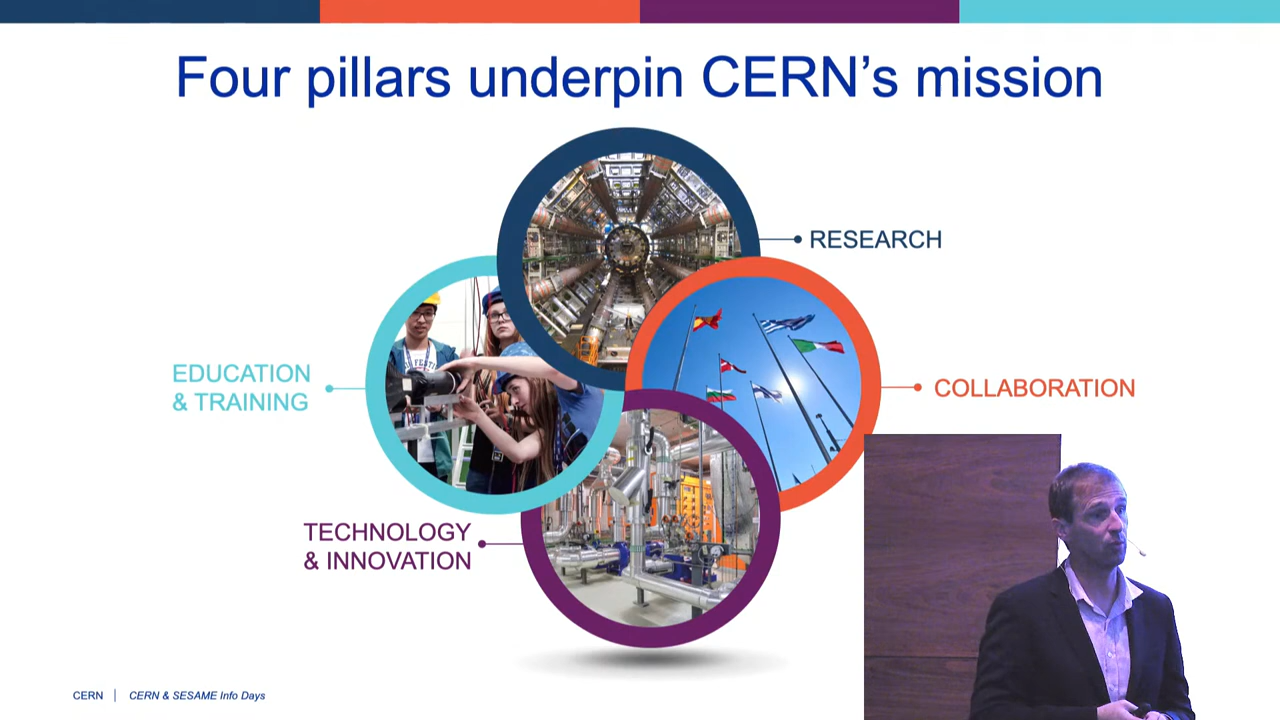 Four pillars underpin CERN's mission
RESEARCH
EDUCATION
& TRAINING
COLLABORATION
TECHNOLOGY
& INNOVATION
CERN | CERN & SESAME Info Days